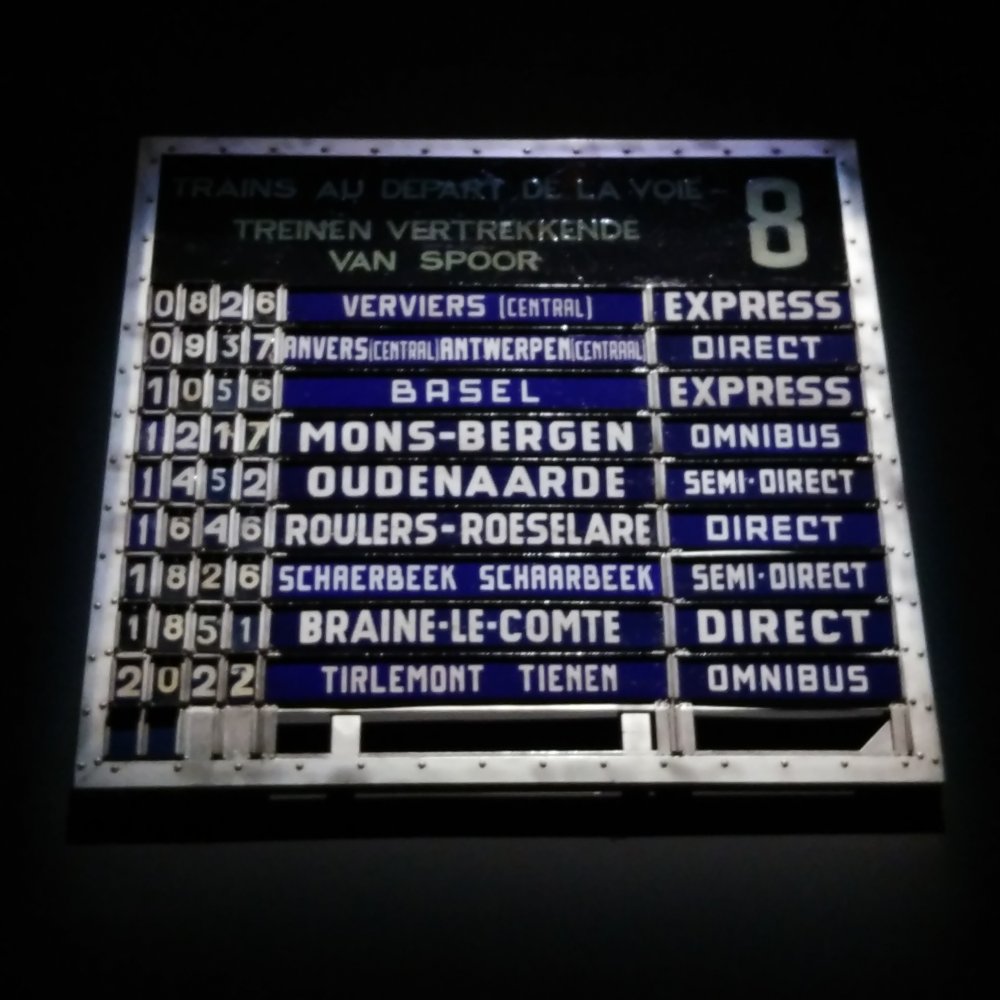 TRAINS AU DEPART DE LA VOIE - 8
TREINEN VERTREKKENDE
VAN SPOOR
0826 VERVIERS (CENTRAL) EXPRESS
0937 ANVERS (CENTRAL) ANTWERPEN (CENTRAAL) DIRECT
1056 BASEL EXPRESS
1217 MONS-BERGEN OMNIBUS
1452 OUDENAARDE SEMI-DIRECT
1646 ROULERS-ROESELARE DIRECT
1826 SCHAERBEEK SCHAARBEEK SEMI-DIRECT
1851 BRAINE-LE-COMTE DIRECT
2022 TIRLEMONT TIENEN OMNIBUS